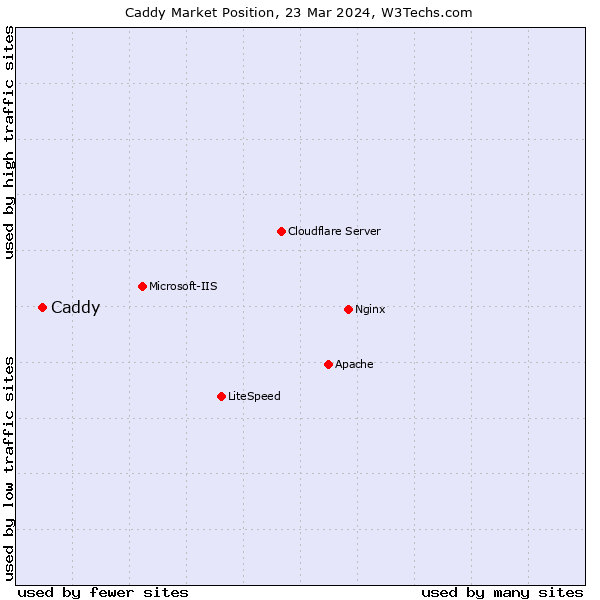 Caddy Market Position, 23 Mar 2024, W3Techs.com
used by high traffic sites
Cloudflare Server
Microsoft-IIS
Caddy
Nginx
Apache
LiteSpeed
used by low traffic sites
used by fewer sites
used by many sites